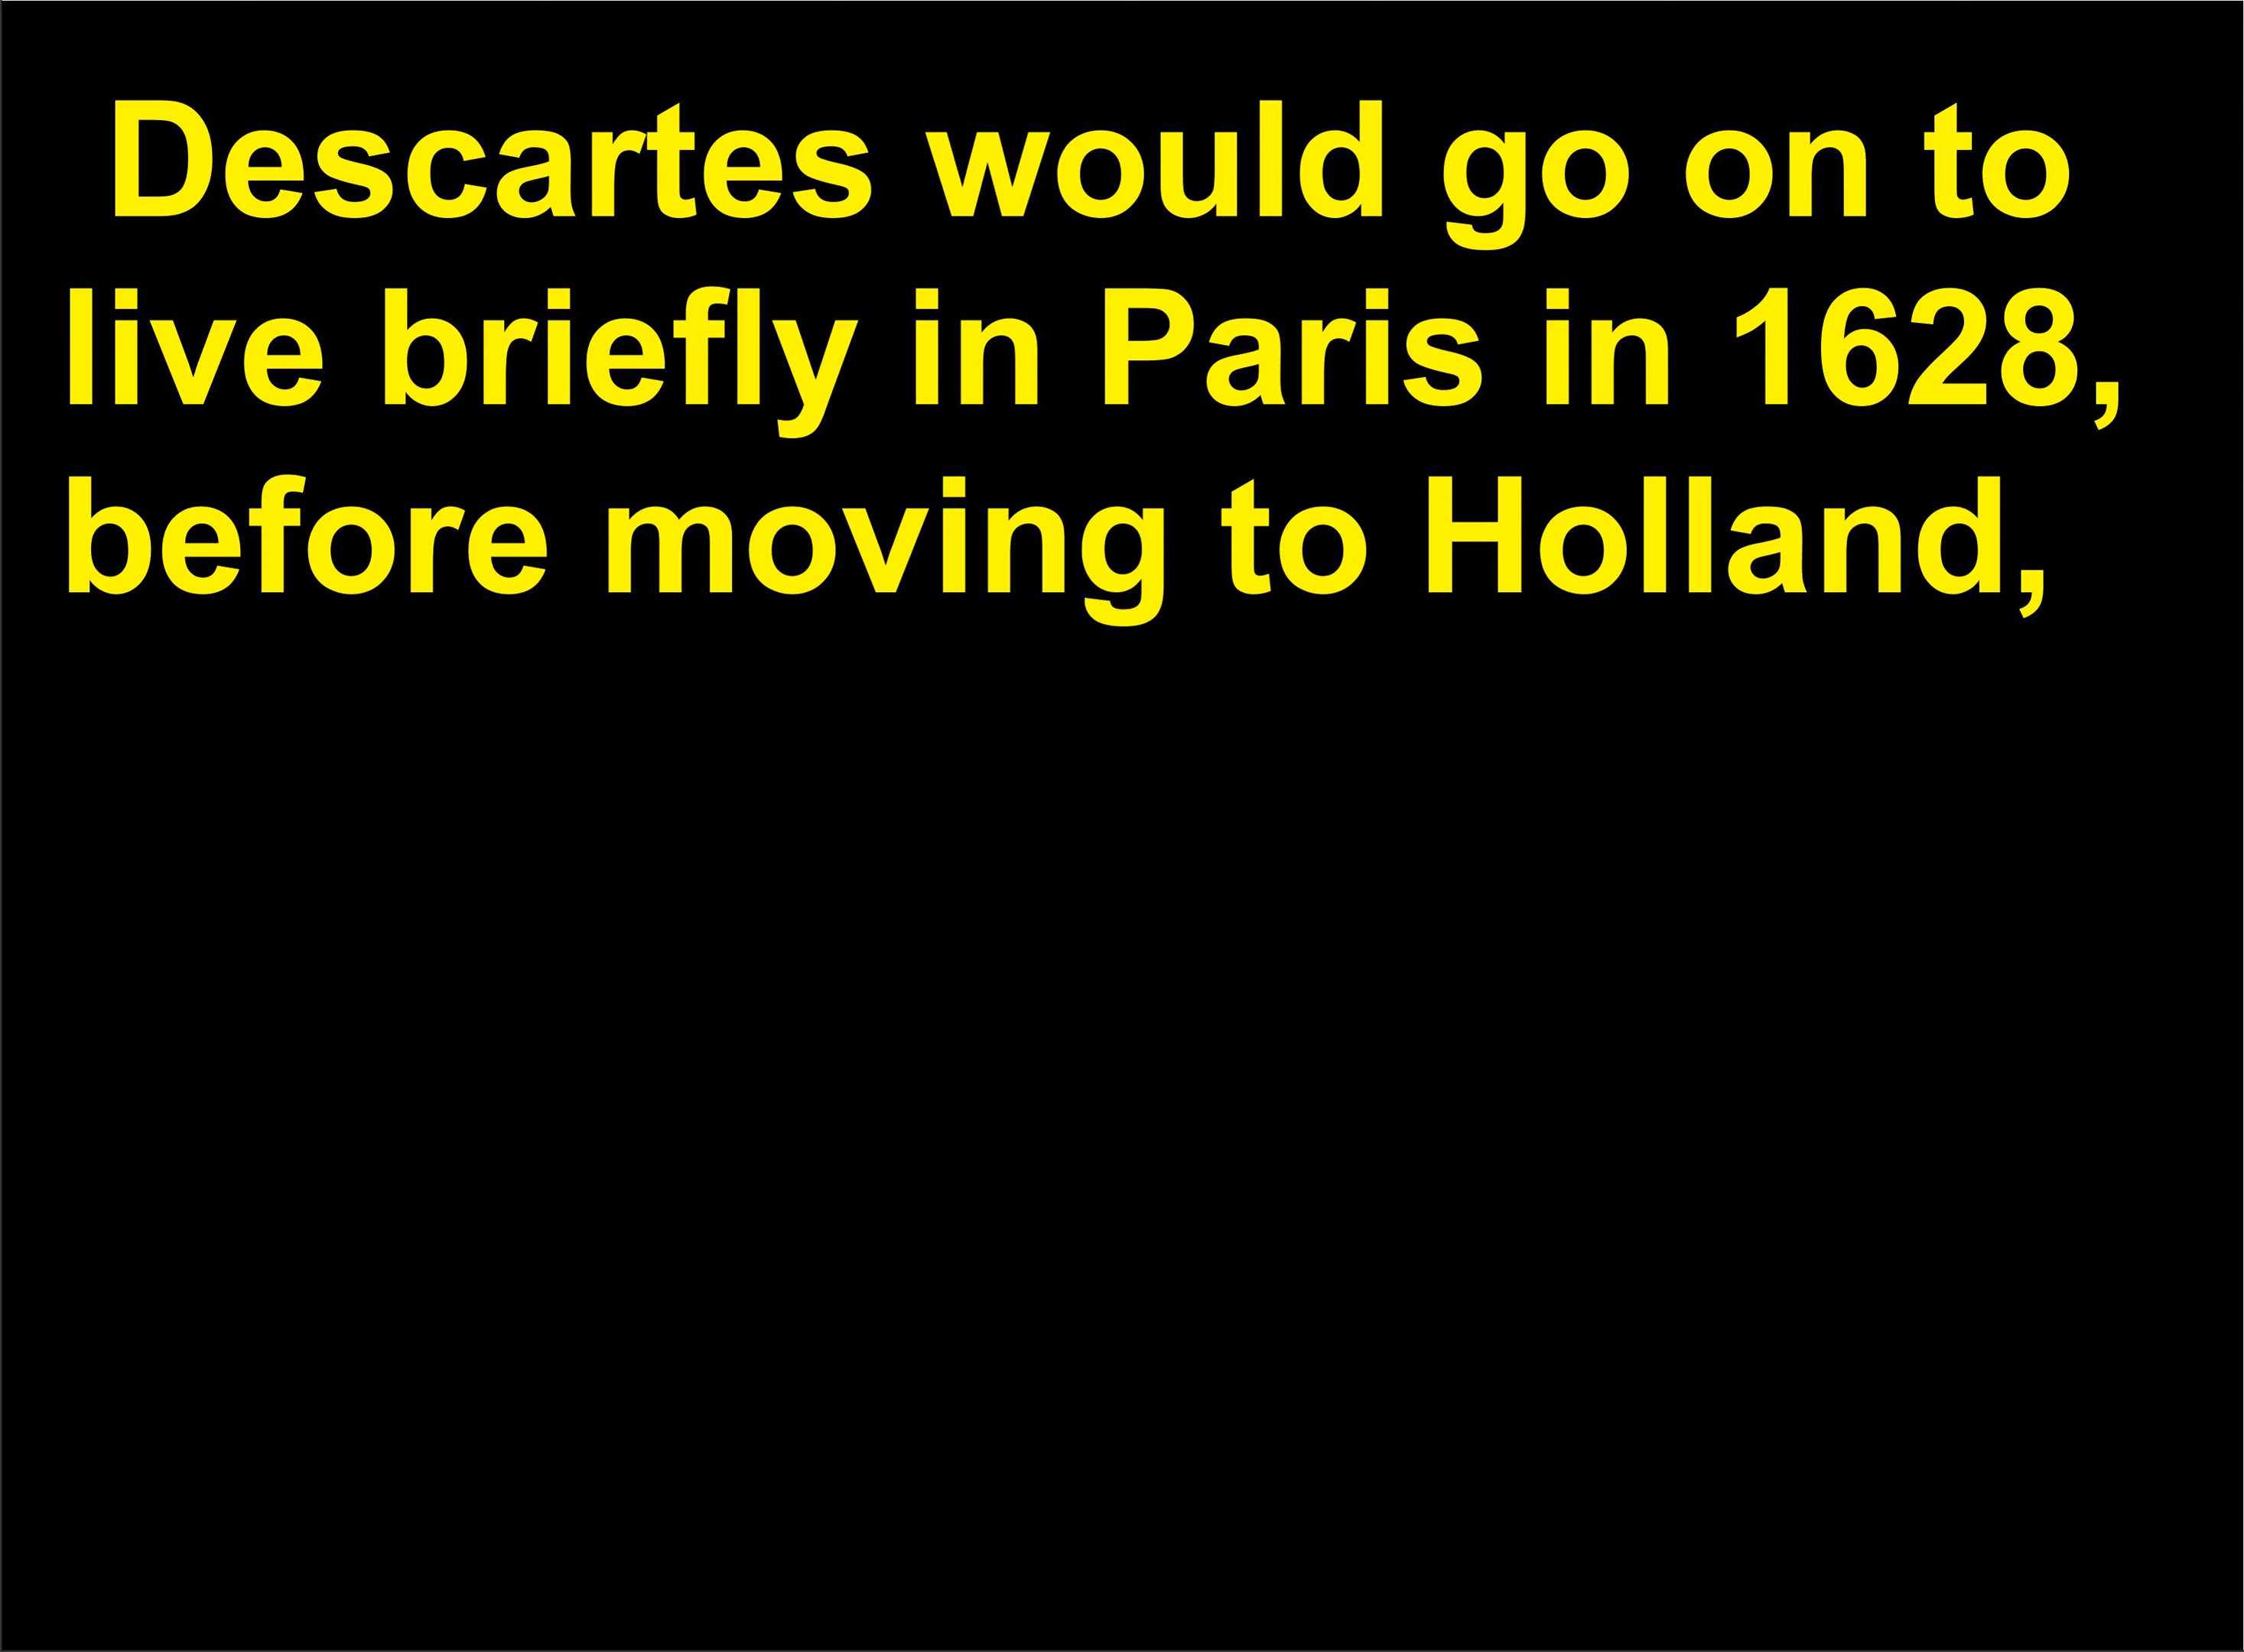 Descartes would go on to
live briefly in Paris in 1628,
before moving to Holland,